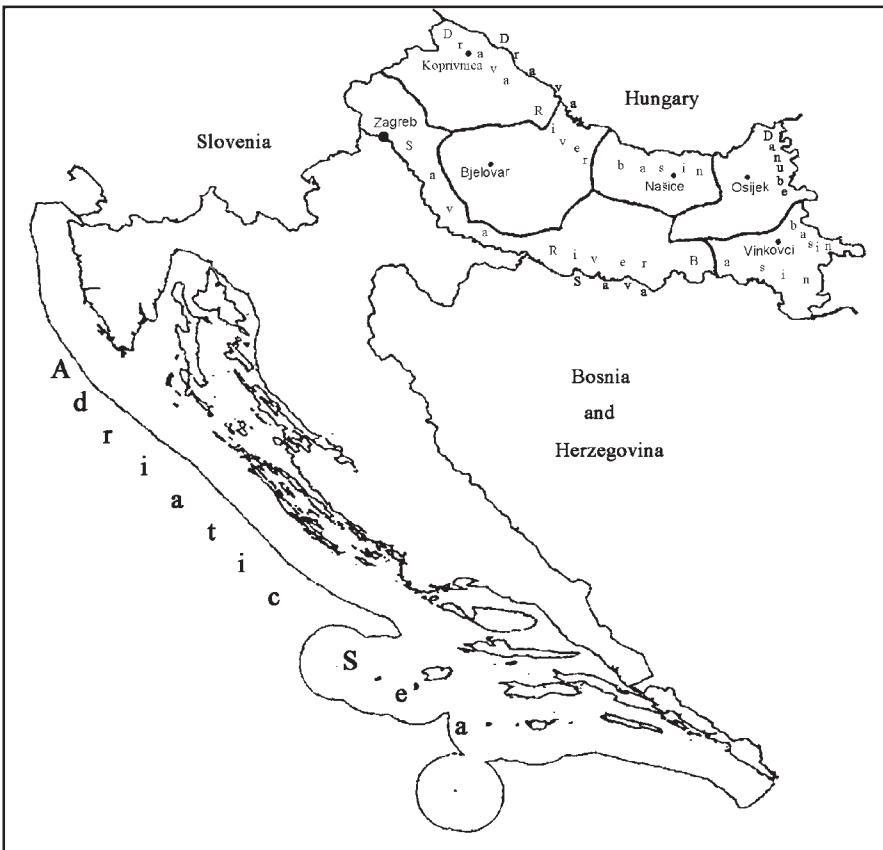 Drava River basin
Drava
Koprivnica
Hungary
Slovenia
Zagreb
Sava River Basin
Bjelovar
Našice
Osijek
Danube
basin
Vinkovci
Sava
Bosnia
and
Herzegovina
Adriatic
Sea